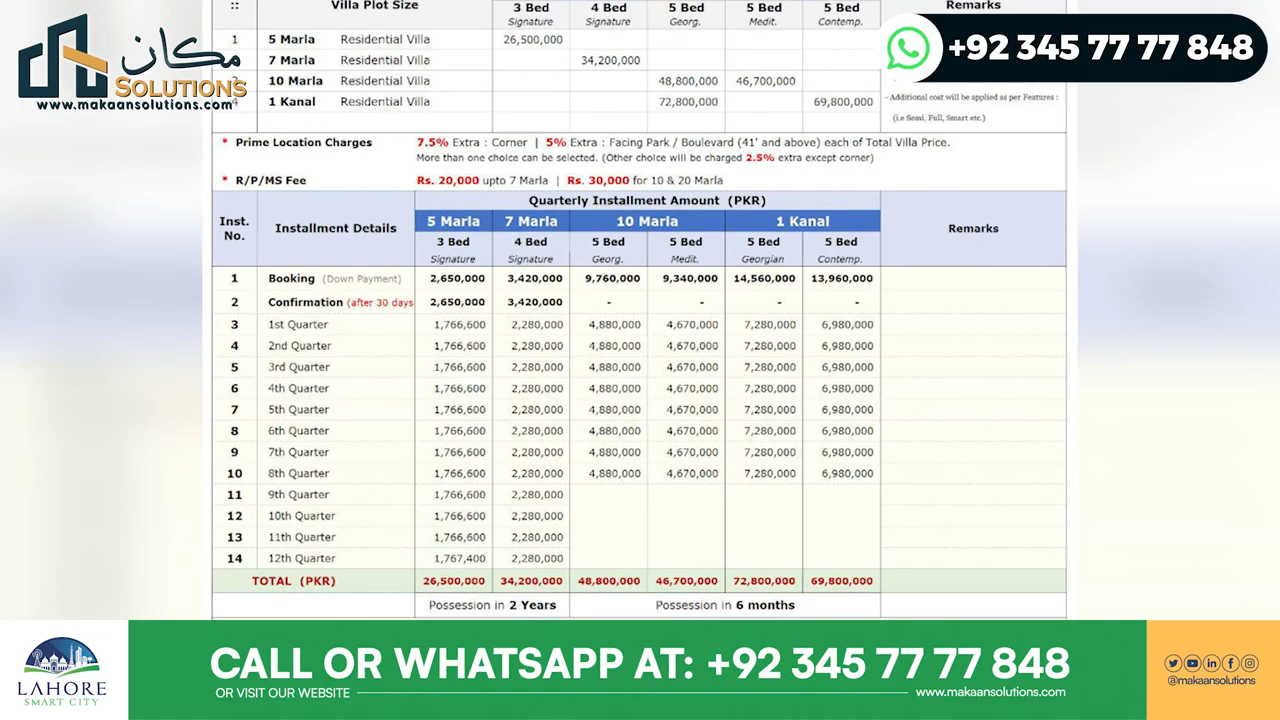 :: Villa Plot Size 3 Bed 4 Bed 5 Bed 5 Bed 5 Bed Remarks
Signature Signature Georg. Medit. Contemp.
مکان
SOLUTIONS
www.makaansolutions.com
+92 345 77 77 848
1 5 Marla Residential Villa 26,500,000
7 Marla Residential Villa 34,200,000
10 Marla Residential Villa 48,800,000 46,700,000
4 1 Kanal Residential Villa 72,800,000 69,800,000
- Additional cost will be applied as per Features :
(i.e Semi, Full, Smart etc.)
* Prime Location Charges 7.5% Extra : Corner | 5% Extra : Facing Park / Boulevard (41' and above) each of Total Villa Price.
More than one choice can be selected. (Other choice will be charged 2.5% extra except corner)
* R/P/MS Fee Rs. 20,000 upto 7 Marla | Rs. 30,000 for 10 & 20 Marla
Quarterly Installment Amount (PKR)
Inst. No. Installment Details 5 Marla 7 Marla 10 Marla 1 Kanal Remarks
3 Bed 4 Bed 5 Bed 5 Bed 5 Bed 5 Bed
Signature Signature Georg. Medit. Georgian Contemp.
1 Booking (Down Payment) 2,650,000 3,420,000 9,760,000 9,340,000 14,560,000 13,960,000
2 Confirmation (after 30 days 2,650,000 3,420,000 - - - -
3 1st Quarter 1,766,600 2,280,000 4,880,000 4,670,000 7,280,000 6,980,000
4 2nd Quarter 1,766,600 2,280,000 4,880,000 4,670,000 7,280,000 6,980,000
5 3rd Quarter 1,766,600 2,280,000 4,880,000 4,670,000 7,280,000 6,980,000
6 4th Quarter 1,766,600 2,280,000 4,880,000 4,670,000 7,280,000 6,980,000
7 5th Quarter 1,766,600 2,280,000 4,880,000 4,670,000 7,280,000 6,980,000
8 6th Quarter 1,766,600 2,280,000 4,880,000 4,670,000 7,280,000 6,980,000
9 7th Quarter 1,766,600 2,280,000 4,880,000 4,670,000 7,280,000 6,980,000
10 8th Quarter 1,766,600 2,280,000 4,880,000 4,670,000 7,280,000 6,980,000
11 9th Quarter 1,766,600 2,280,000
12 10th Quarter 1,766,600 2,280,000
13 11th Quarter 1,766,600 2,280,000
14 12th Quarter 1,767,400 2,280,000
TOTAL (PKR) 26,500,000 34,200,000 48,800,000 46,700,000 72,800,000 69,800,000
Possession in 2 Years Possession in 6 months
LAHORE
SMART CITY
CALL OR WHATSAPP AT: +92 345 77 77 848
OR VISIT OUR WEBSITE www.makaansolutions.com
@makaansolutions